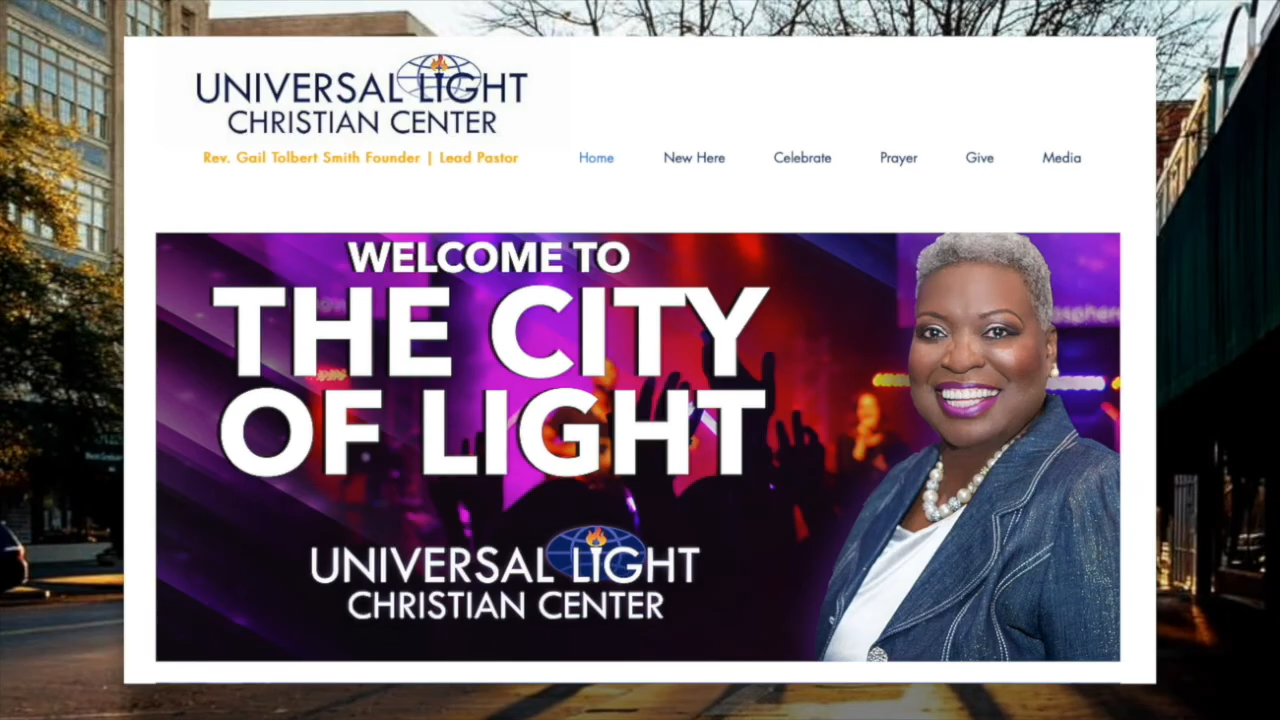 UNIVERSAL LIGHT
CHRISTIAN CENTER
Rev. Gail Tolbert Smith Founder | Lead Pastor
Home New Here Celebrate Prayer Give Media
WELCOME TO
THE CITY
OF LIGHT
UNIVERSAL LIGHT
CHRISTIAN CENTER